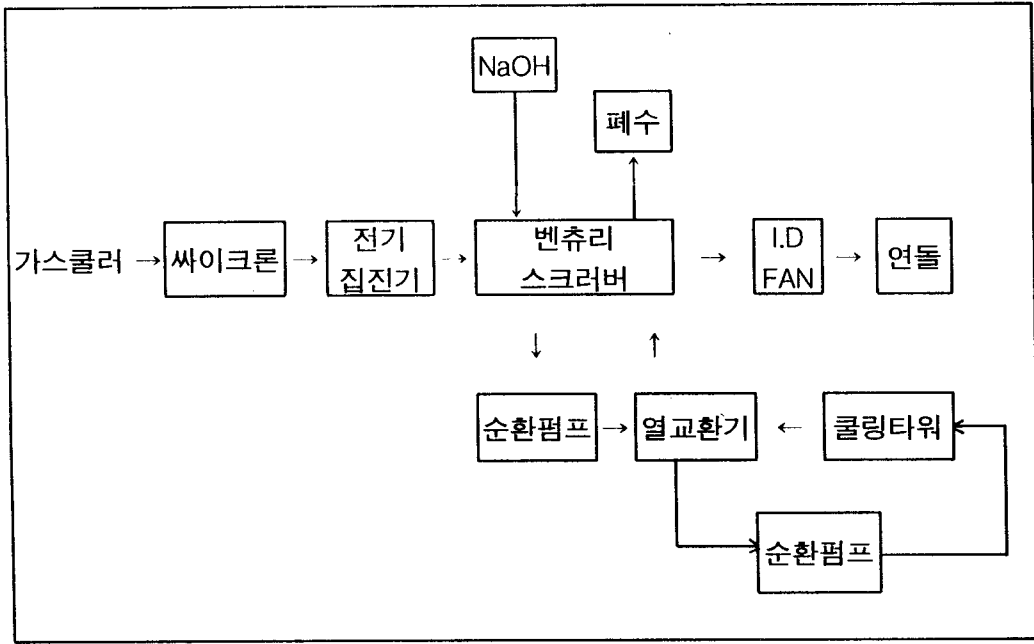 NaOH
폐수
가스쿨러 → 싸이크론 → 전기 집진기 → 벤츄리 스크러버 → I.D FAN → 연돌
↓ ↑
순환펌프 → 열교환기 ← 쿨링타워
순환펌프